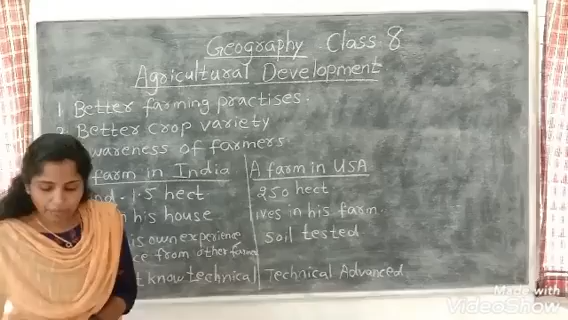 Geography Class 8
Agricultural Development
1 Better farming practises.
2. Better crop variety
wareness of farmers.
farm in India A farm in USA
nd - 1.5 hect 250 hect
n his house ives in his farm.
is own experience soil tested
ce from other farme
t know technical Technical Advanced
Made with
VideoShow